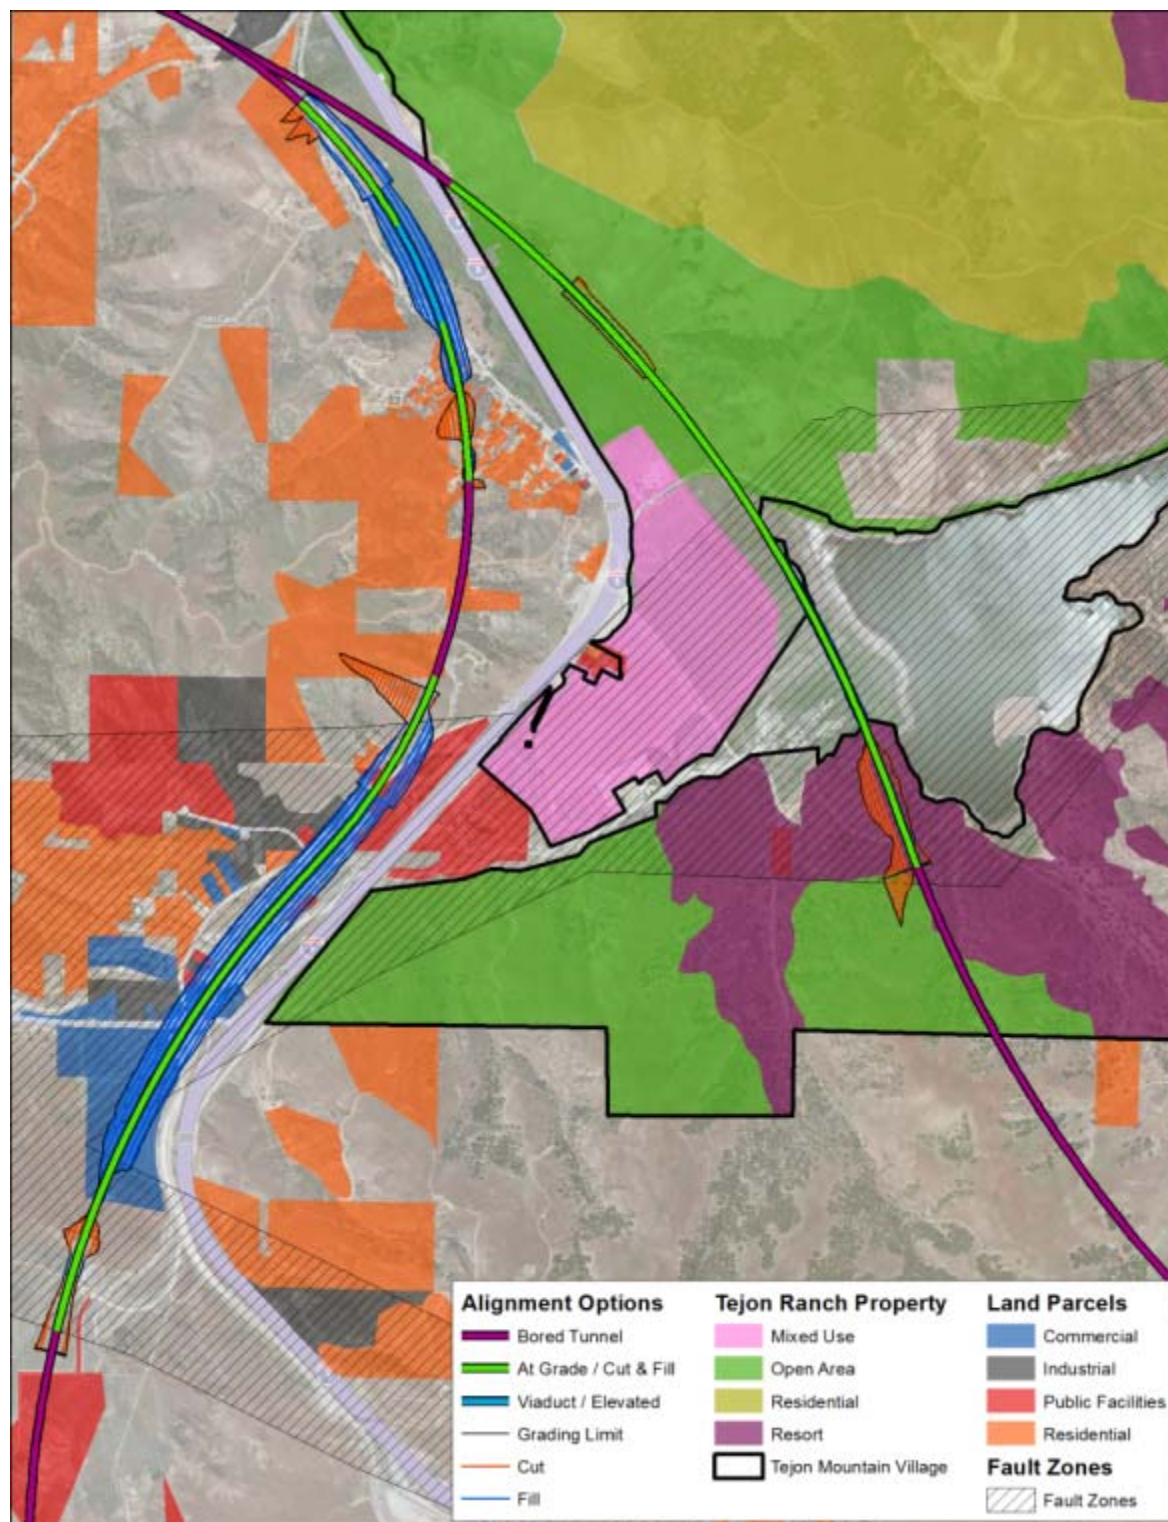 Alignment Options
Bored Tunnel
At Grade / Cut & Fill
Viaduct / Elevated
Grading Limit
Cut
Fill
Tejon Ranch Property
Mixed Use
Open Area
Residential
Resort
Tejon Mountain Village
Land Parcels
Commercial
Industrial
Public Facilities
Residential
Fault Zones
Fault Zones